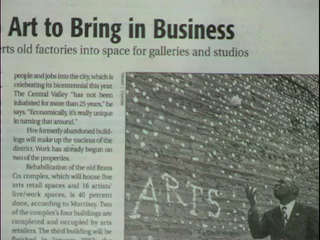 Art to Bring in Business
erts old factories into space for galleries and studios
people and jobs into the city, which is
celebrating its bicentennial this year.
The Central Valley "has not been
inhabited for more than 25 years," he
says. "Economically, it's really unique
in turning that around."
Five formerly abandoned build-
ings will make up the nucleus of the
district. Work has already begun on
two of the properties.
Rehabilitation of the old Brass
Co. complex, which will house five
arts retail spaces and 16 artists'
live/work spaces, is 40 percent
done, according to Morrissey. Two
of the complex's four buildings are
completed and occupied by arts
retailers. The third building will be
ARTS